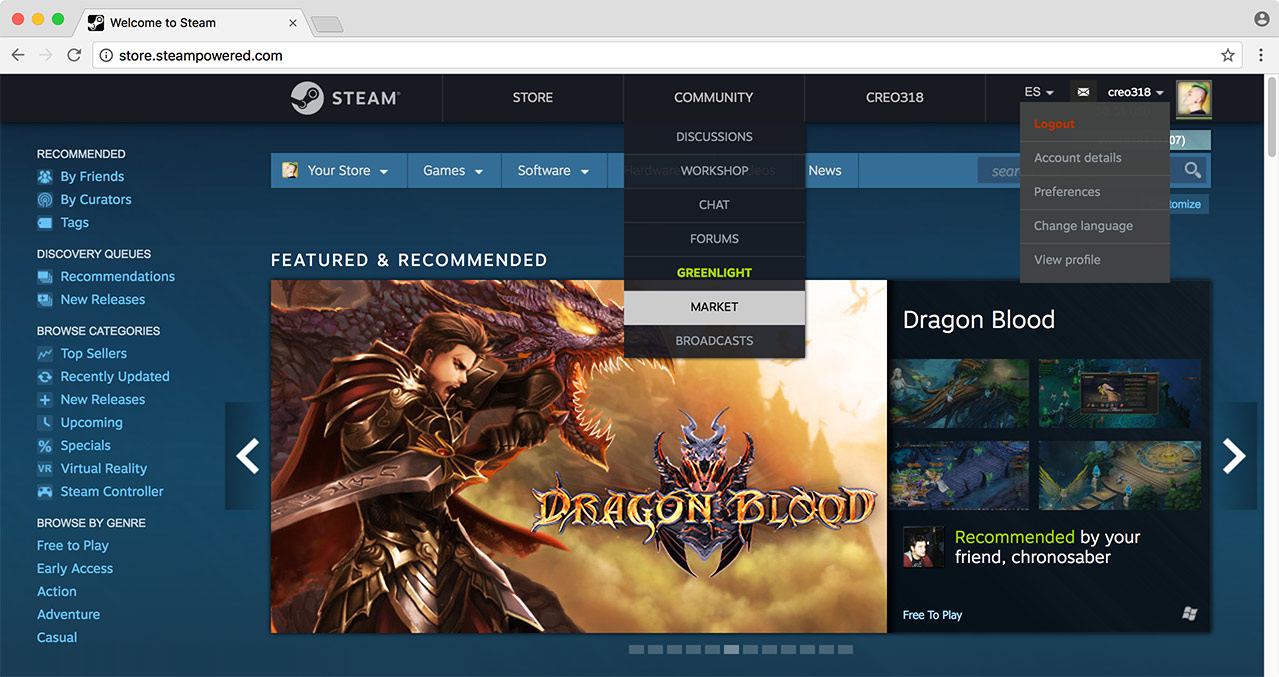 Welcome to Steam
store.steampowered.com
STEAM®
STORE
COMMUNITY
CREO318
ES
creo318
DISCUSSIONS
WORKSHOP
CHAT
FORUMS
GREENLIGHT
MARKET
BROADCASTS
Logout
Account details
Preferences
Change language
View profile
07)
Your Store
Games
Software
Hardware
News
sear
tomize
RECOMMENDED
By Friends
By Curators
Tags
DISCOVERY QUEUES
Recommendations
New Releases
BROWSE CATEGORIES
Top Sellers
Recently Updated
New Releases
Upcoming
Specials
VR Virtual Reality
Steam Controller
BROWSE BY GENRE
Free to Play
Early Access
Action
Adventure
Casual
FEATURED & RECOMMENDED
DRAGON BLOOD
Dragon Blood
Recommended by your
friend, chronosaber
Free To Play